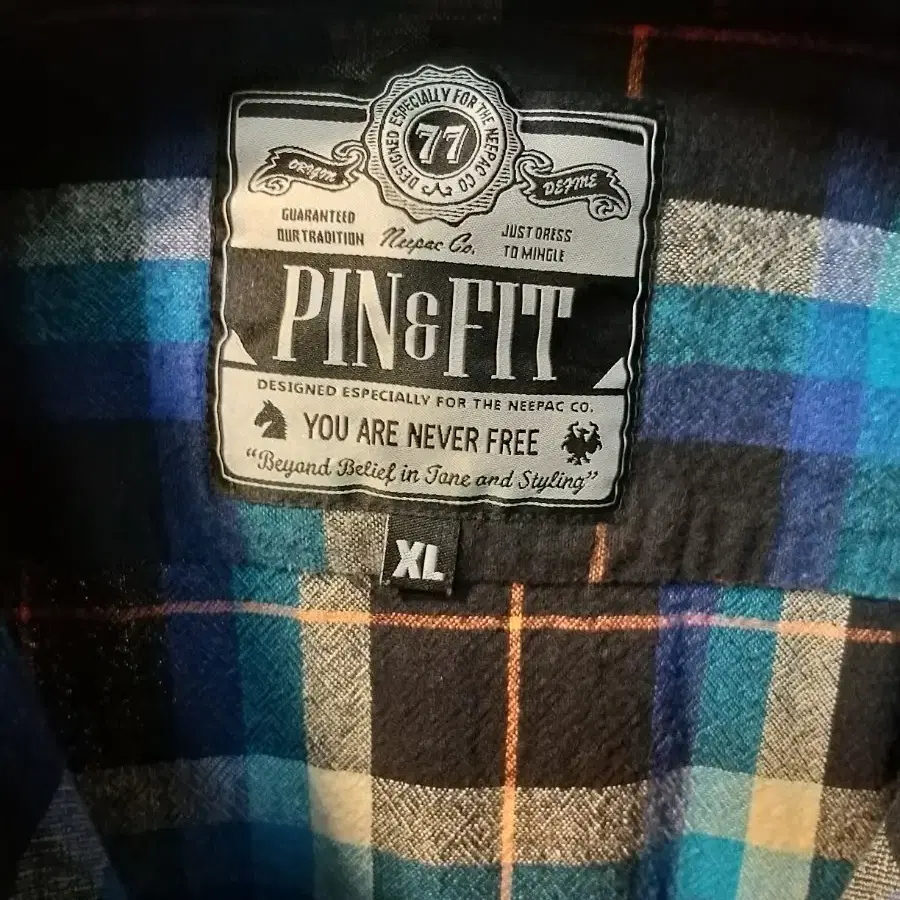 DESIGNED ESPECIALLY FOR THE NEEPAC CO
77
ORIGIN
DEFINE
GUARANTEED
OUR TRADITION
Neepac Co.
JUST DRESS
TO MINGLE
PIN&FIT
DESIGNED ESPECIALLY FOR THE NEEPAC CO.
YOU ARE NEVER FREE
"Beyond Belief in Tone and Styling"
XL